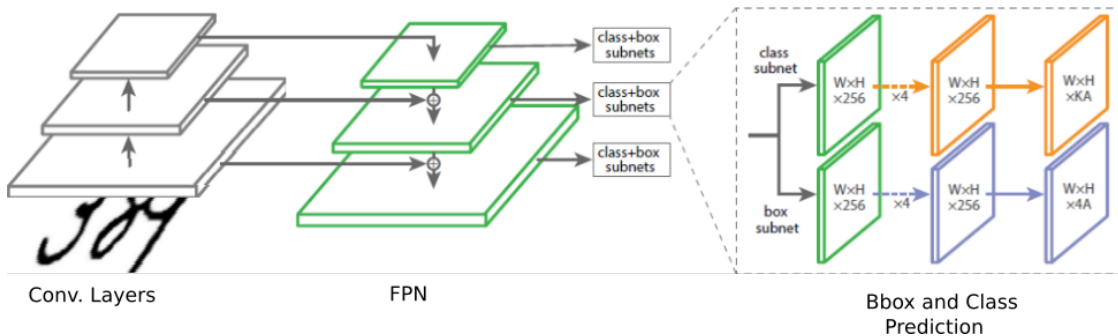 class+box
subnets
class+box
subnets
class+box
subnets
class
subnet
W×H
×256
×4
W×H
×256
W×H
×KA
box
subnet
W×H
×256
×4
W×H
×256
W×H
×4A
Conv. Layers
FPN
Bbox and Class
Prediction